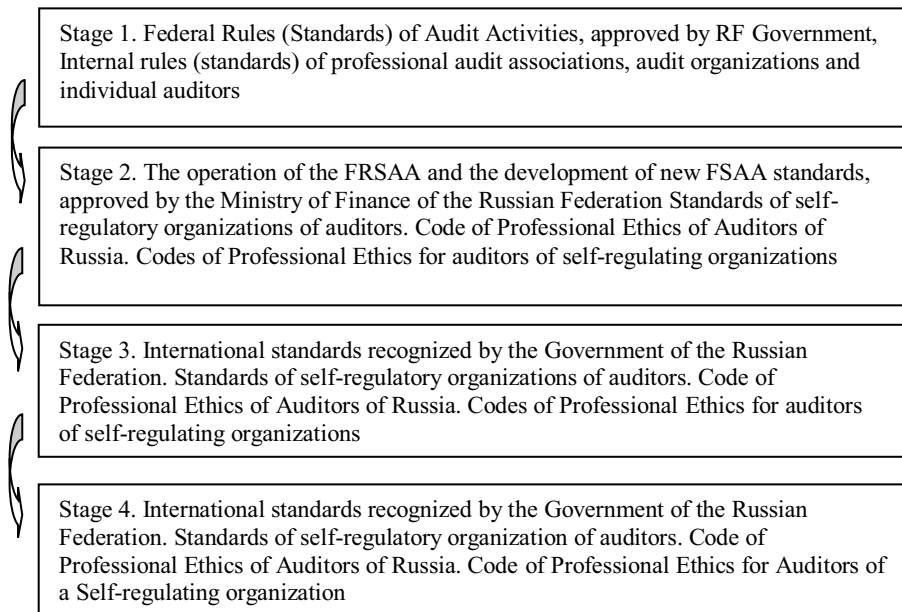 Stage 1. Federal Rules (Standards) of Audit Activities, approved by RF Government,
Internal rules (standards) of professional audit associations, audit organizations and
individual auditors
Stage 2. The operation of the FRSAA and the development of new FSAA standards,
approved by the Ministry of Finance of the Russian Federation Standards of self-
regulatory organizations of auditors. Code of Professional Ethics of Auditors of
Russia. Codes of Professional Ethics for auditors of self-regulating organizations
Stage 3. International standards recognized by the Government of the Russian
Federation. Standards of self-regulatory organizations of auditors. Code of
Professional Ethics of Auditors of Russia. Codes of Professional Ethics for auditors
of self-regulating organizations
Stage 4. International standards recognized by the Government of the Russian
Federation. Standards of self-regulatory organization of auditors. Code of
Professional Ethics of Auditors of Russia. Code of Professional Ethics for Auditors of
a Self-regulating organization